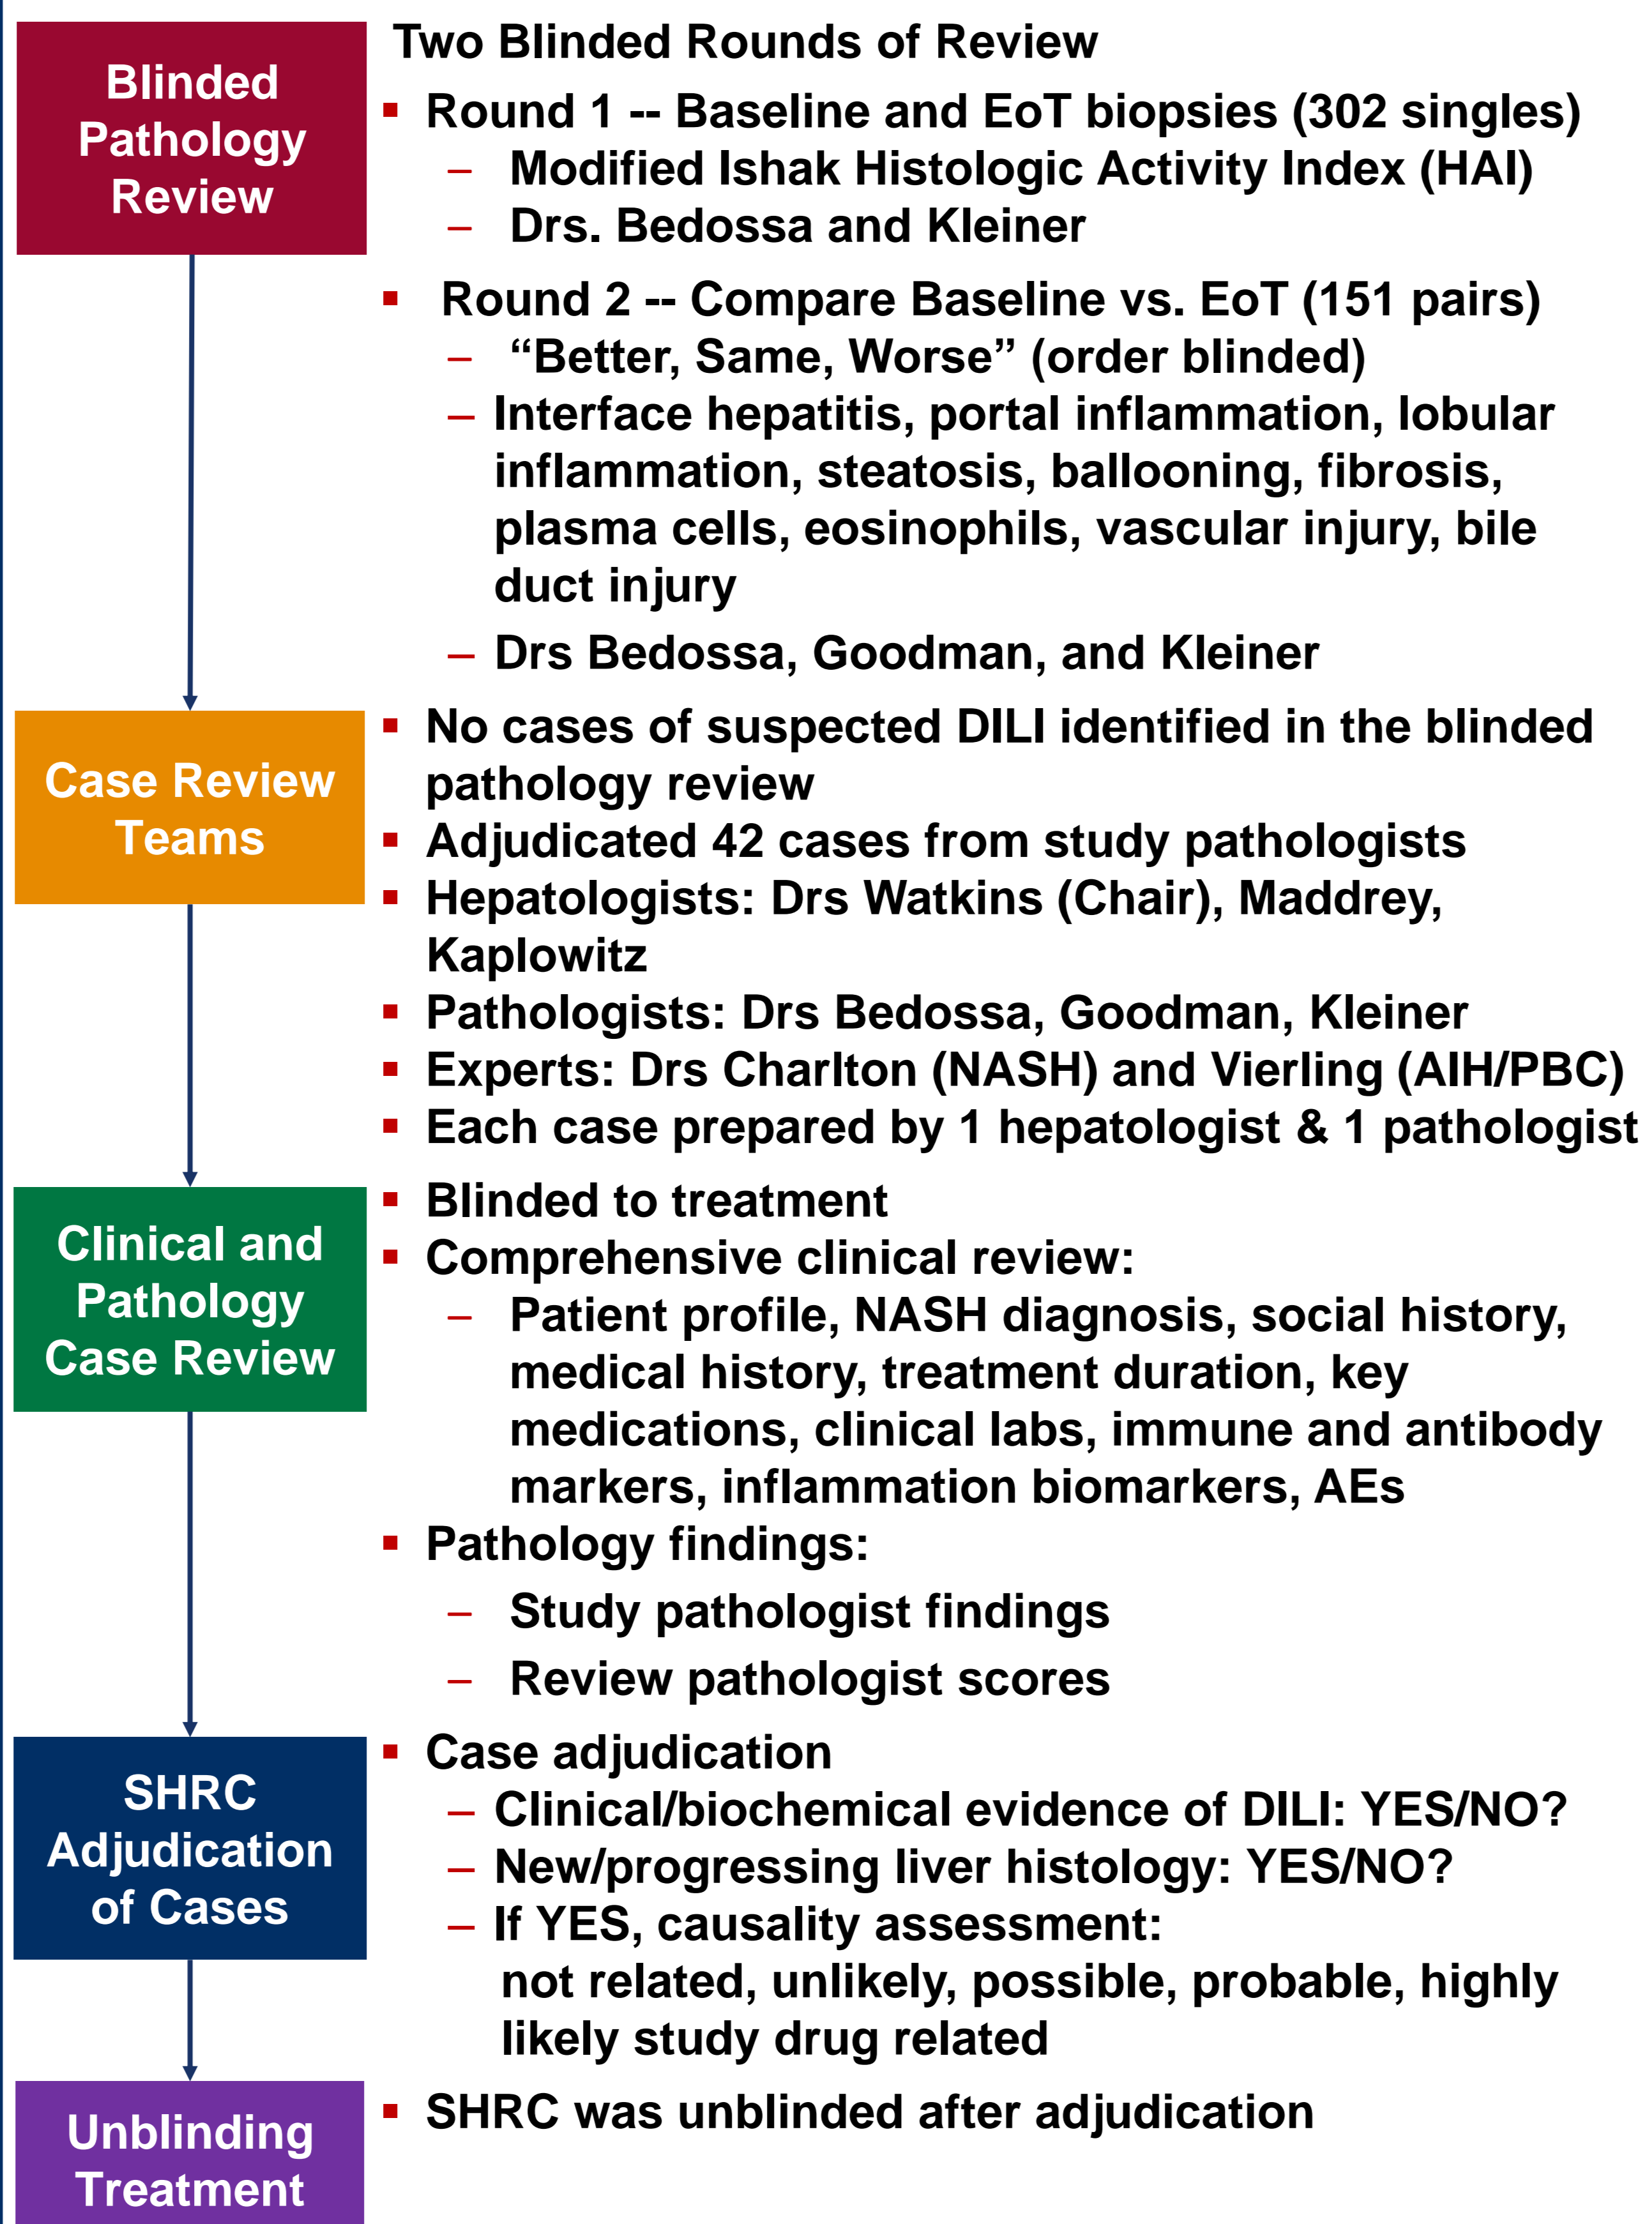 Blinded
Pathology
Review
Two Blinded Rounds of Review
▪ Round 1 -- Baseline and EoT biopsies (302 singles)
– Modified Ishak Histologic Activity Index (HAI)
– Drs. Bedossa and Kleiner
▪ Round 2 -- Compare Baseline vs. EoT (151 pairs)
– “Better, Same, Worse” (order blinded)
– Interface hepatitis, portal inflammation, lobular
inflammation, steatosis, ballooning, fibrosis,
plasma cells, eosinophils, vascular injury, bile
duct injury
– Drs Bedossa, Goodman, and Kleiner
Case Review
Teams
▪ No cases of suspected DILI identified in the blinded
pathology review
▪ Adjudicated 42 cases from study pathologists
▪ Hepatologists: Drs Watkins (Chair), Maddrey,
Kaplowitz
▪ Pathologists: Drs Bedossa, Goodman, Kleiner
▪ Experts: Drs Charlton (NASH) and Vierling (AIH/PBC)
▪ Each case prepared by 1 hepatologist & 1 pathologist
Clinical and
Pathology
Case Review
▪ Blinded to treatment
▪ Comprehensive clinical review:
– Patient profile, NASH diagnosis, social history,
medical history, treatment duration, key
medications, clinical labs, immune and antibody
markers, inflammation biomarkers, AEs
▪ Pathology findings:
– Study pathologist findings
– Review pathologist scores
SHRC
Adjudication
of Cases
▪ Case adjudication
– Clinical/biochemical evidence of DILI: YES/NO?
– New/progressing liver histology: YES/NO?
– If YES, causality assessment:
not related, unlikely, possible, probable, highly
likely study drug related
Unblinding
Treatment
▪ SHRC was unblinded after adjudication